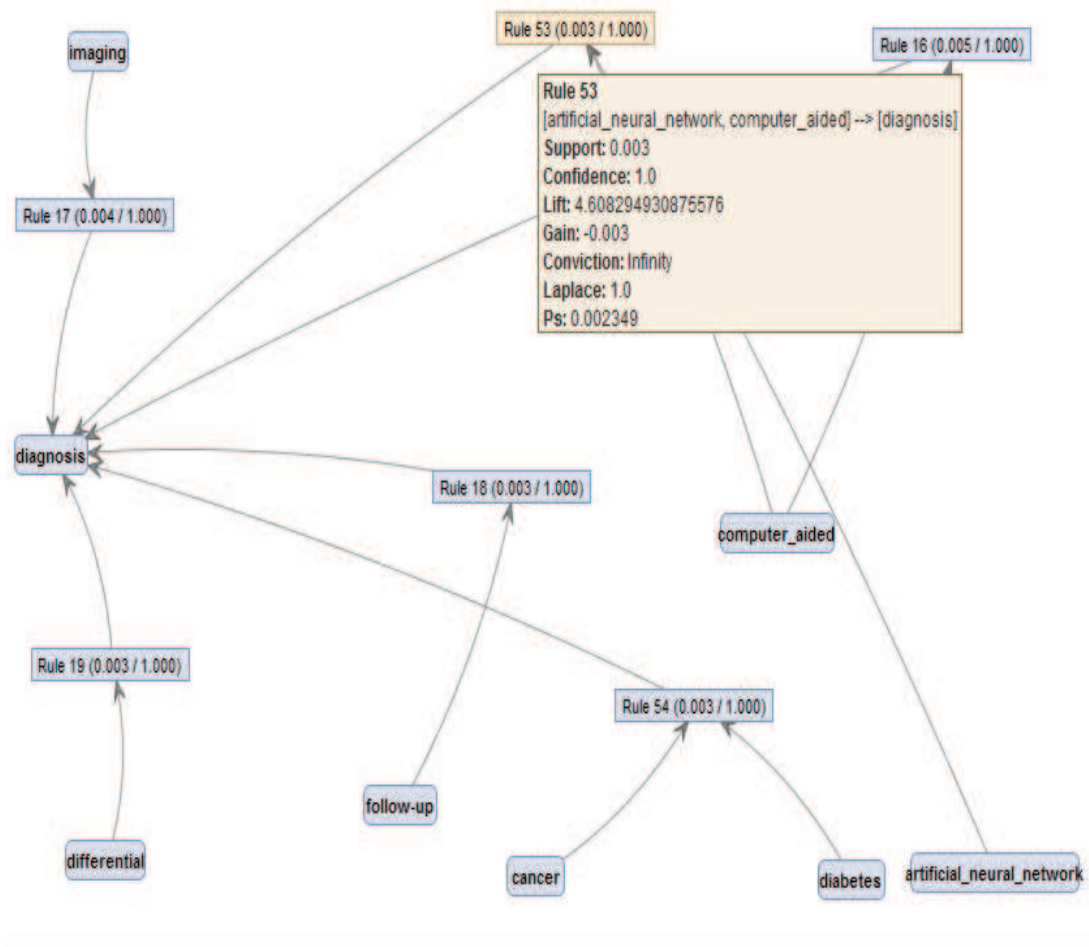 Rule 53 (0.003 / 1.000)
Rule 16 (0.005 / 1.000)
imaging
Rule 53
[artificial_neural_network, computer_aided] --> [diagnosis]
Support: 0.003
Confidence: 1.0
Lift: 4.608294930875576
Gain: -0.003
Conviction: Infinity
Laplace: 1.0
Ps: 0.002349
Rule 17 (0.004 / 1.000)
diagnosis
Rule 18 (0.003 / 1.000)
computer_aided
Rule 19 (0.003 / 1.000)
Rule 54 (0.003 / 1.000)
follow-up
differential
cancer
diabetes
artificial_neural_network